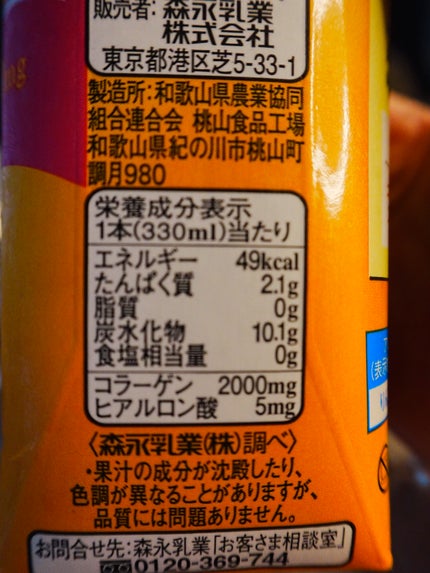 販売者:森永乳業
株式会社
東京都港区芝5-33-1
製造所:和歌山県農業協同
組合連合会 桃山食品工場
和歌山県紀の川市桃山町
調月980
栄養成分表示
1本(330ml)当たり
エネルギー 49kcal
たんぱく質 2.1g
脂質 0g
炭水化物 10.1g
食塩相当量 0g
コラーゲン 2000mg
ヒアルロン酸 5mg
〈森永乳業(株)調べ〉
・果汁の成分が沈殿したり、
色調が異なることがありますが、
品質には問題ありません。
お問合せ先:森永乳業「お客さま相談室」
0120-369-744